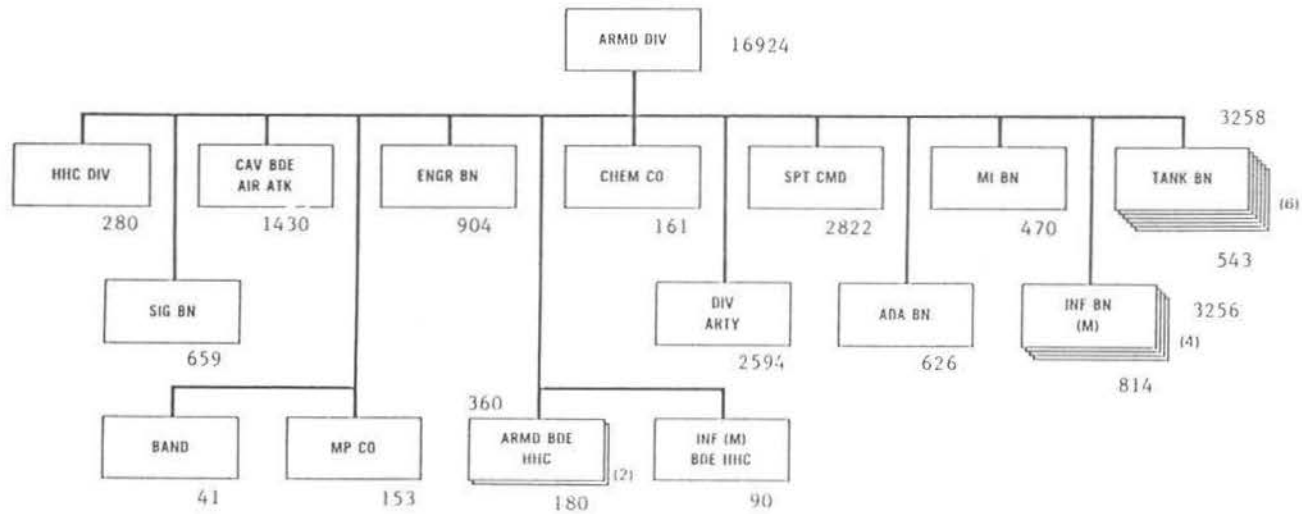 ARMD DIV
16924
3258
HHC DIV
280
CAV BDE
AIR ATK
1430
ENGR BN
904
CHEM CO
161
SPT CMD
2822
MI BN
470
TANK BN
(6)
543
SIG BN
659
DIV
ARTY
2594
ADA BN
626
INF BN
(M)
3256
(4)
814
BAND
41
MP CO
153
360
ARMD BDE
HHC
(2)
180
INF (M)
BDE HHC
90